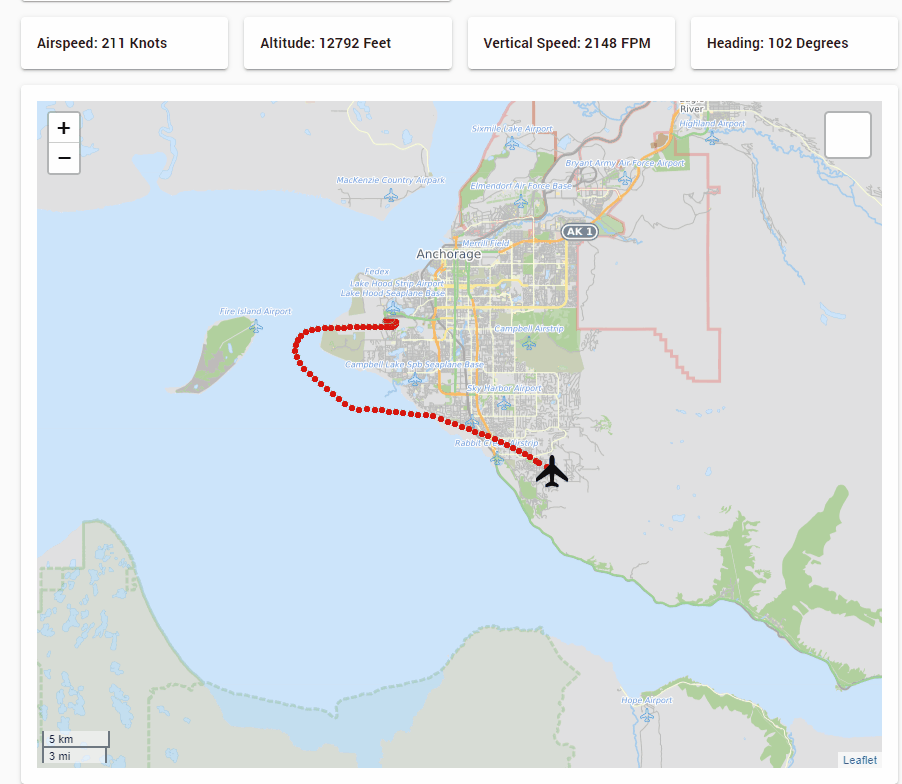 Airspeed: 211 Knots
Altitude: 12792 Feet
Vertical Speed: 2148 FPM
Heading: 102 Degrees
+
−
River
Highland Airport
Sixmile Lake Airport
Bryant Army Air Force Airport
MacKenzie Country Airpark
Elmendorf Air Force Base
AK 1
Merrill Field
Anchorage
Fedex
Lake Hood Strip Airport
Lake Hood Seaplane Base
Fire Island Airport
Campbell Airstrip
Campbell Lake Spb Seaplane Base
Sky Harbor Airport
Rabbit Creek Airstrip
Hope Airport
5 km
3 mi
Leaflet